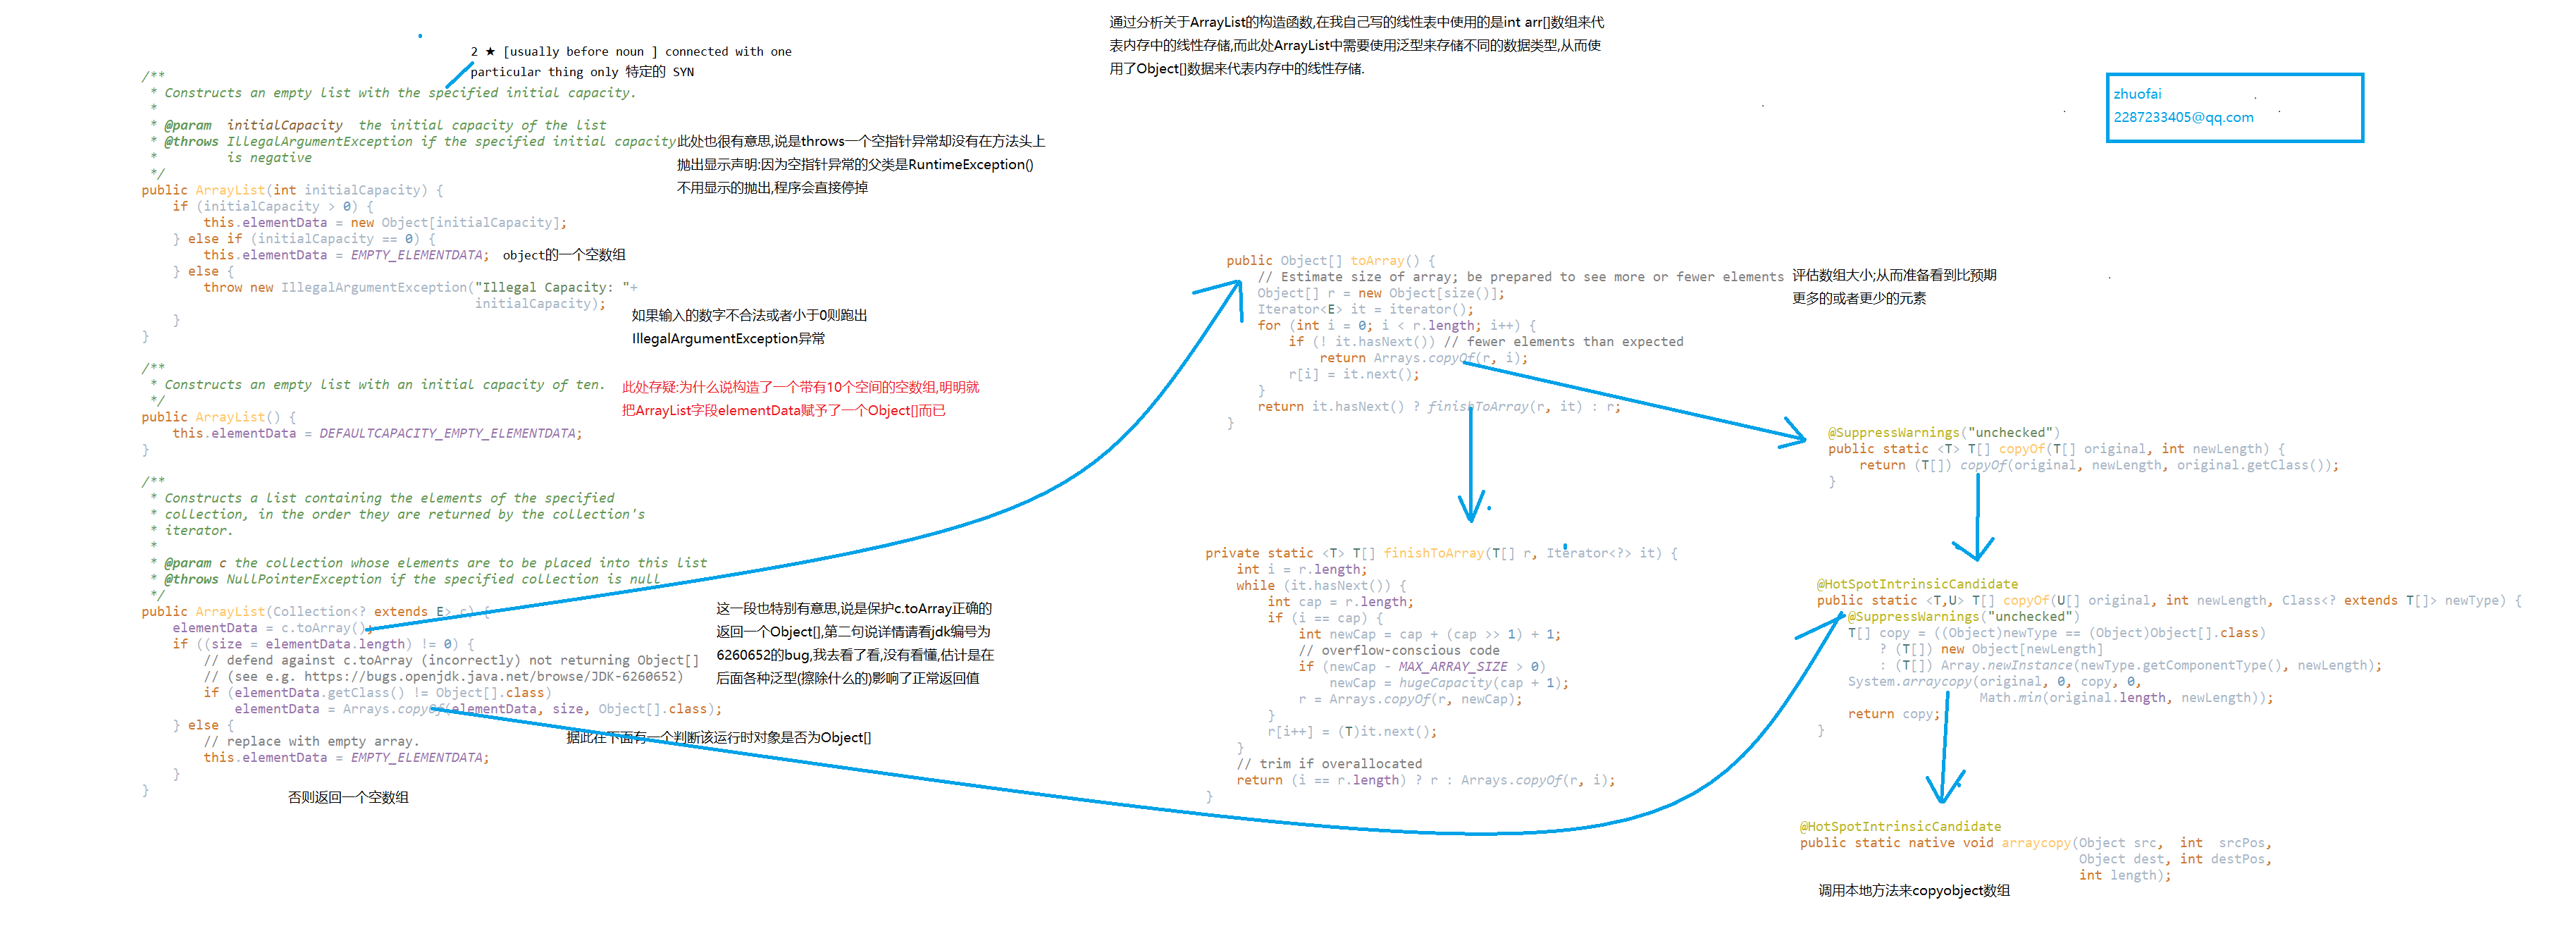 通过分析关于ArrayList的构造函数,在我自己写的线性表中使用的是int arr[]数组来代
表内存中的线性存储,而此处ArrayList中需要使用泛型来存储不同的数据类型,从而使
用了Object[]数据来代表内存中的线性存储.
zhuofai
2287233405@qq.com
2 ★ [usually before noun ] connected with one
particular thing only 特定的 SYN
/**
 * Constructs an empty list with the specified initial capacity.
 *
 * @param  initialCapacity  the initial capacity of the list
 * @throws IllegalArgumentException if the specified initial capacity
 *         is negative
 */
此处也很有意思,说是throws一个空指针异常却没有在方法头上
抛出显示声明:因为空指针异常的父类是RuntimeException()
不用显示的抛出,程序会直接停掉
public ArrayList(int initialCapacity) {
    if (initialCapacity > 0) {
        this.elementData = new Object[initialCapacity];
    } else if (initialCapacity == 0) {
        this.elementData = EMPTY_ELEMENTDATA; object的一个空数组
    } else {
        throw new IllegalArgumentException("Illegal Capacity: "+
                                           initialCapacity);
    }
}
如果输入的数字不合法或者小于0则跑出
IllegalArgumentException异常
/**
 * Constructs an empty list with an initial capacity of ten.
 */
此处存疑:为什么说构造了一个带有10个空间的空数组,明明就
把ArrayList字段elementData赋予了一个Object[]而已
public ArrayList() {
    this.elementData = DEFAULTCAPACITY_EMPTY_ELEMENTDATA;
}
/**
 * Constructs a list containing the elements of the specified
 * collection, in the order they are returned by the collection's
 * iterator.
 *
 * @param c the collection whose elements are to be placed into this list
 * @throws NullPointerException if the specified collection is null
 */
public ArrayList(Collection<? extends E> c) {
    elementData = c.toArray();
    if ((size = elementData.length) != 0) {
        // defend against c.toArray (incorrectly) not returning Object[]
        // (see e.g. https://bugs.openjdk.java.net/browse/JDK-6260652)
        if (elementData.getClass() != Object[].class)
            elementData = Arrays.copyOf(elementData, size, Object[].class);
    } else {
        // replace with empty array.
        this.elementData = EMPTY_ELEMENTDATA;
    }
}
这一段也特别有意思,说是保护c.toArray正确的
返回一个Object[],第二句说详情请看jdk编号为
6260652的bug,我去看了看,没有看懂,估计是在
后面各种泛型(擦除什么的)影响了正常返回值
据此在下面有一个判断该运行时对象是否为Object[]
否则返回一个空数组
public Object[] toArray() {
    // Estimate size of array; be prepared to see more or fewer elements
    Object[] r = new Object[size()];
    Iterator<E> it = iterator();
    for (int i = 0; i < r.length; i++) {
        if (! it.hasNext()) // fewer elements than expected
            return Arrays.copyOf(r, i);
        r[i] = it.next();
    }
    return it.hasNext() ? finishToArray(r, it) : r;
}
评估数组大小;从而准备看到比预期
更多的或者更少的元素
private static <T> T[] finishToArray(T[] r, Iterator<?> it) {
    int i = r.length;
    while (it.hasNext()) {
        int cap = r.length;
        if (i == cap) {
            int newCap = cap + (cap >> 1) + 1;
            // overflow-conscious code
            if (newCap - MAX_ARRAY_SIZE > 0)
                newCap = hugeCapacity(cap + 1);
            r = Arrays.copyOf(r, newCap);
        }
        r[i++] = (T)it.next();
    }
    // trim if overallocated
    return (i == r.length) ? r : Arrays.copyOf(r, i);
}
@SuppressWarnings("unchecked")
public static <T> T[] copyOf(T[] original, int newLength) {
    return (T[]) copyOf(original, newLength, original.getClass());
}
@HotSpotIntrinsicCandidate
public static <T,U> T[] copyOf(U[] original, int newLength, Class<? extends T[]> newType) {
    @SuppressWarnings("unchecked")
    T[] copy = ((Object)newType == (Object)Object[].class)
        ? (T[]) new Object[newLength]
        : (T[]) Array.newInstance(newType.getComponentType(), newLength);
    System.arraycopy(original, 0, copy, 0,
                     Math.min(original.length, newLength));
    return copy;
}
@HotSpotIntrinsicCandidate
public static native void arraycopy(Object src,  int  srcPos,
                                    Object dest, int destPos,
                                    int length);
调用本地方法来copyobject数组